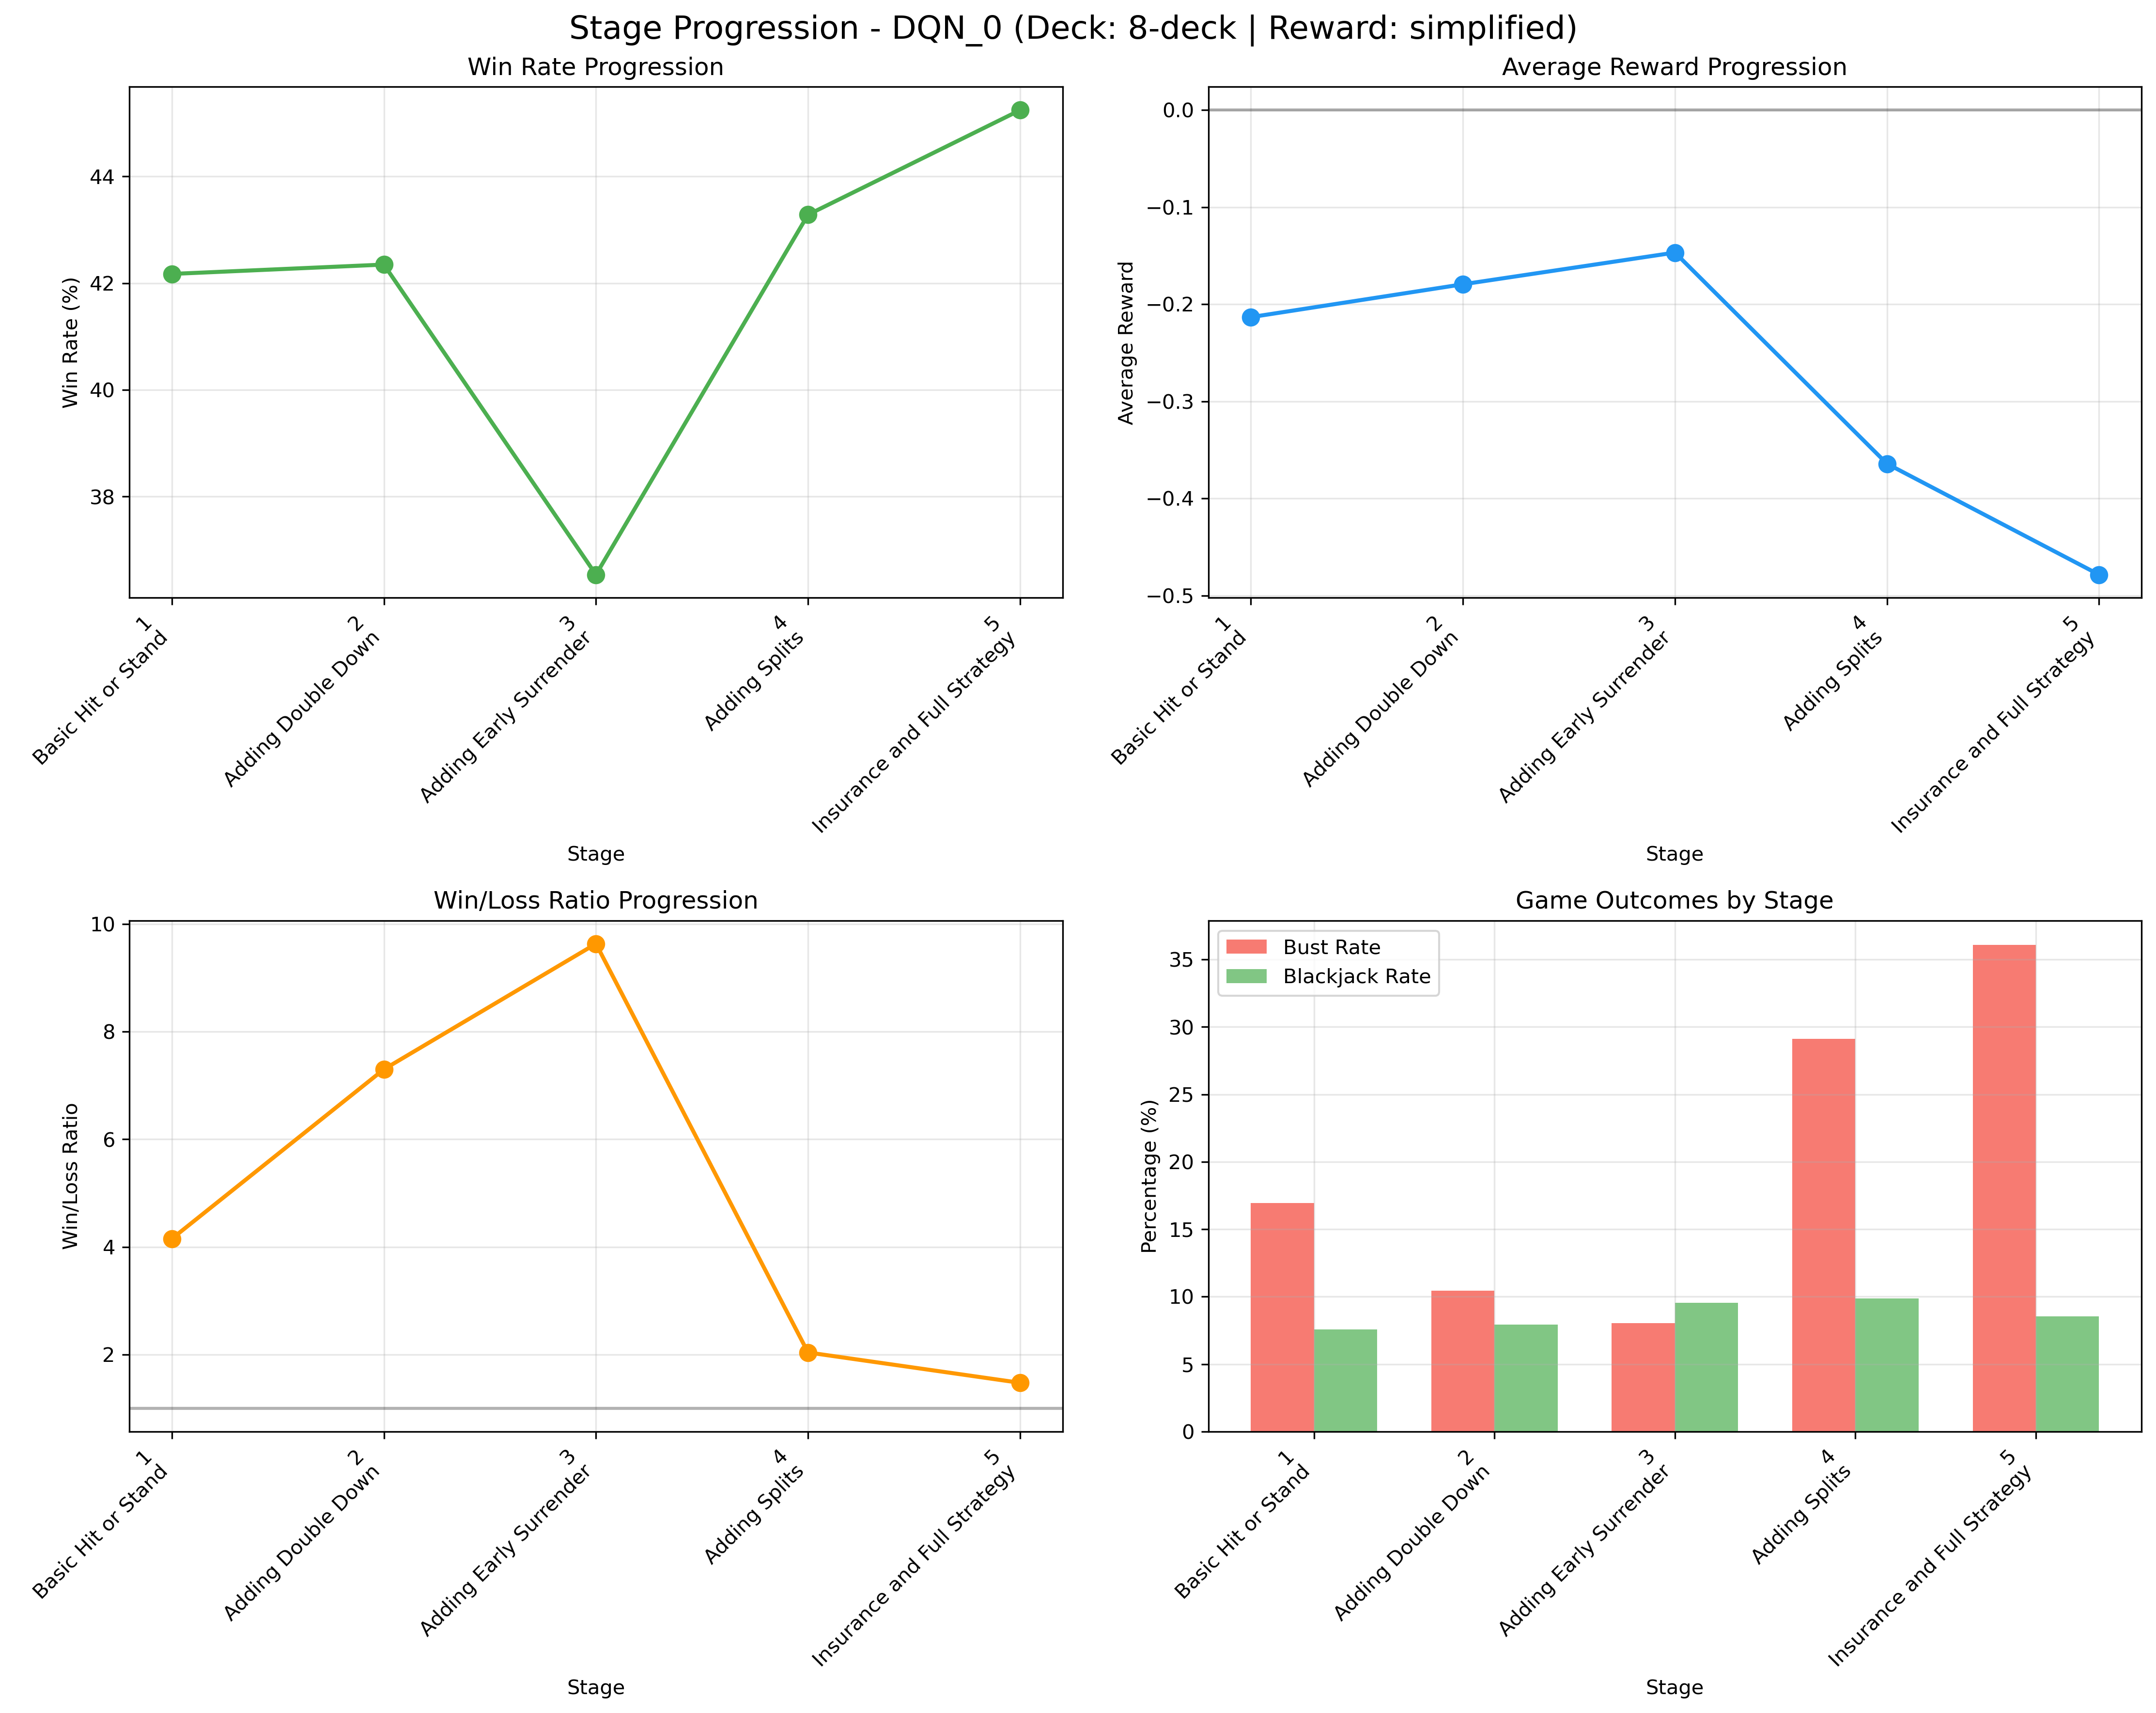 Stage Progression - DQN_0 (Deck: 8-deck | Reward: simplified)
Win Rate Progression
Win Rate (%)
44
42
40
38
1
Basic Hit or Stand
2
Adding Double Down
3
Adding Early Surrender
4
Adding Splits
5
Insurance and Full Strategy
Stage
Average Reward Progression
Average Reward
0.0
−0.1
−0.2
−0.3
−0.4
−0.5
1
Basic Hit or Stand
2
Adding Double Down
3
Adding Early Surrender
4
Adding Splits
5
Insurance and Full Strategy
Stage
Win/Loss Ratio Progression
Win/Loss Ratio
10
8
6
4
2
1
Basic Hit or Stand
2
Adding Double Down
3
Adding Early Surrender
4
Adding Splits
5
Insurance and Full Strategy
Stage
Game Outcomes by Stage
Bust Rate
Blackjack Rate
Percentage (%)
35
30
25
20
15
10
5
0
1
Basic Hit or Stand
2
Adding Double Down
3
Adding Early Surrender
4
Adding Splits
5
Insurance and Full Strategy
Stage